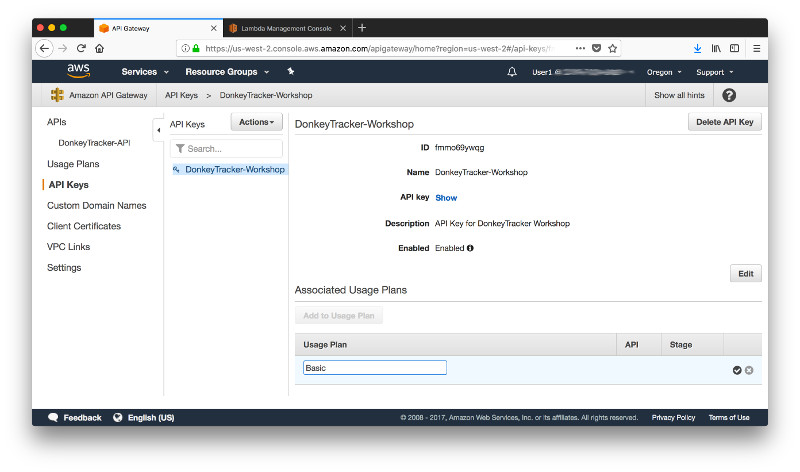 API Gateway
Lambda Management Console
https://us-west-2.console.aws.amazon.com/apigateway/home?region=us-west-2#/api-keys/
aws
Services
Resource Groups
User1 @
Oregon
Support
Amazon API Gateway
API Keys > DonkeyTracker-Workshop
Show all hints
?
APIs
DonkeyTracker-API
Usage Plans
API Keys
Custom Domain Names
Client Certificates
VPC Links
Settings
API Keys
Actions
Search...
DonkeyTracker-Workshop
DonkeyTracker-Workshop
Delete API Key
ID fmmo69ywqg
Name DonkeyTracker-Workshop
API key Show
Description API Key for DonkeyTracker Workshop
Enabled Enabled
Edit
Associated Usage Plans
Add to Usage Plan
Usage Plan API Stage
Basic
Feedback
English (US)
© 2008 - 2017, Amazon Web Services, Inc. or its affiliates. All rights reserved.
Privacy Policy
Terms of Use